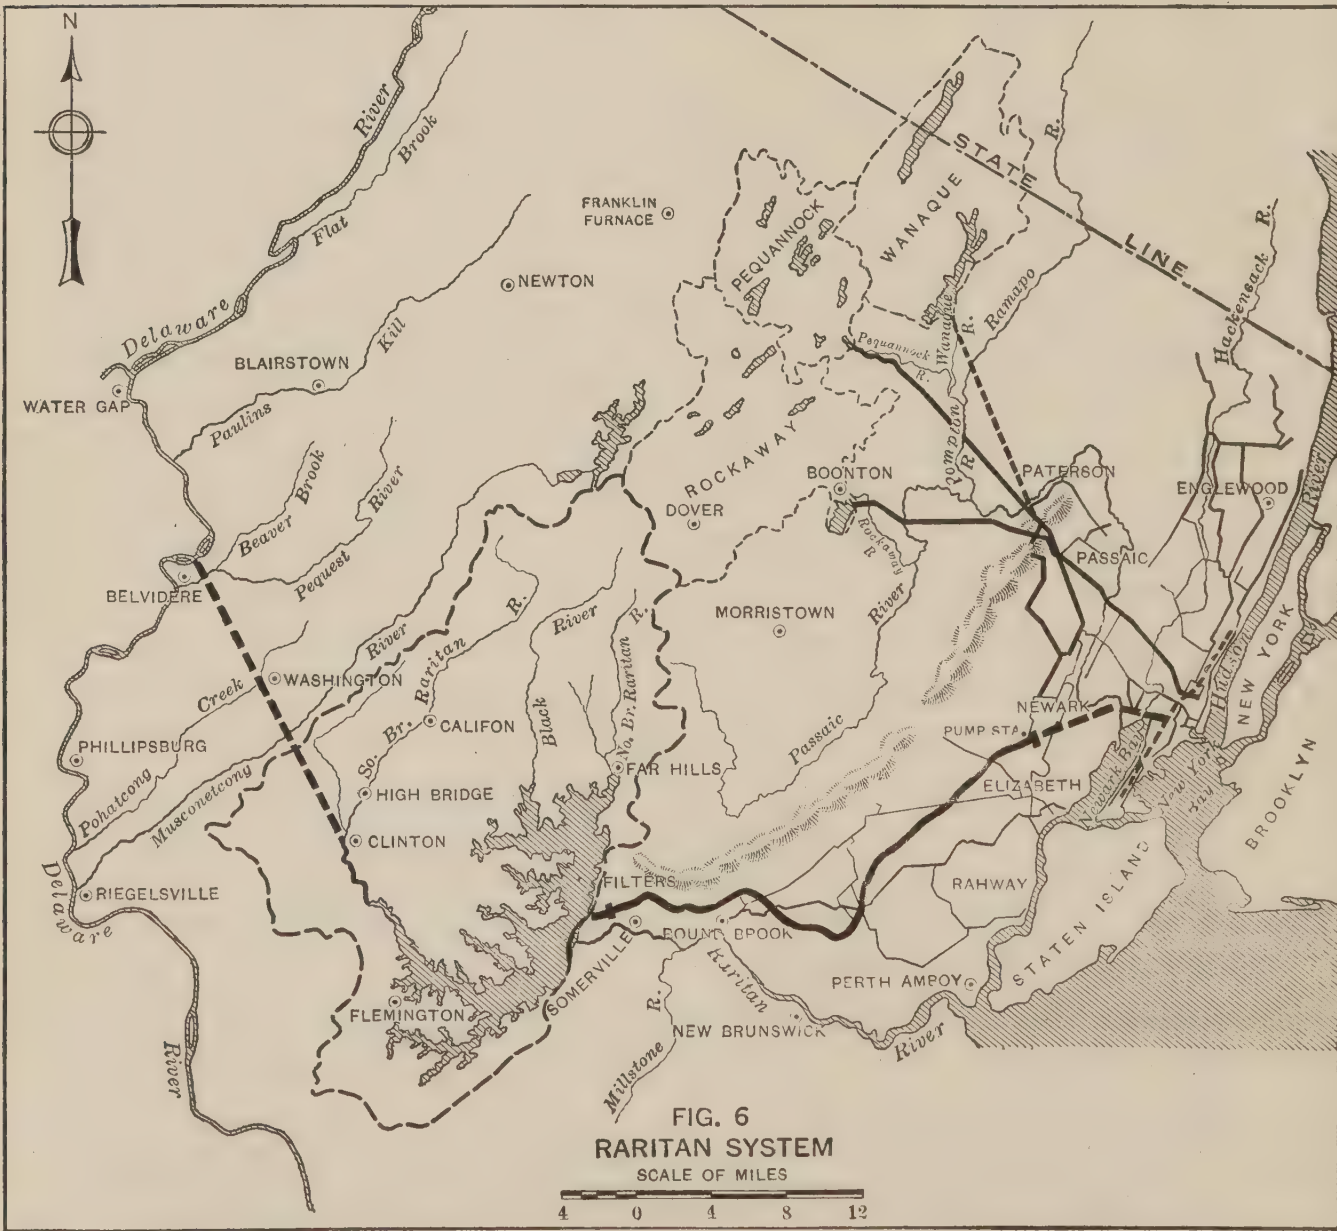 N
River
Flat Brook
FRANKLIN
FURNACE
NEWTON
Delaware
BLAIRSTOWN
Kill
WATER GAP
Paulins
Beaver Brook
Pequest River
BELVIDERE
PEQUANNOCK
WANAQUE
STATE LINE
R.
Ramapo
Wanaque R.
Pequannock
R.
Pompton
R
ROCKAWAY
BOONTON
DOVER
Rockaway
R
PATERSON
PASSAIC
Hackensack R.
ENGLEWOOD
Hudson River
NEW YORK
MORRISTOWN
River
Passaic
WASHINGTON
Creek
Pohatcong
PHILLIPSBURG
Musconetcong
River
So. Br. Raritan R.
CALIFON
Black River
No. Br. Raritan R.
FAR HILLS
HIGH BRIDGE
CLINTON
RIEGELSVILLE
Delaware
River
NEWARK
PUMP STA.
ELIZABETH
Newark Bay
New York
Bay
BROOKLYN
FILTERS
RAHWAY
STATEN ISLAND
BOUND BROOK
SOMERVILLE
Raritan
River
PERTH AMBOY
FLEMINGTON
NEW BRUNSWICK
Millstone R.
FIG. 6
RARITAN SYSTEM
SCALE OF MILES
4 0 4 8 12